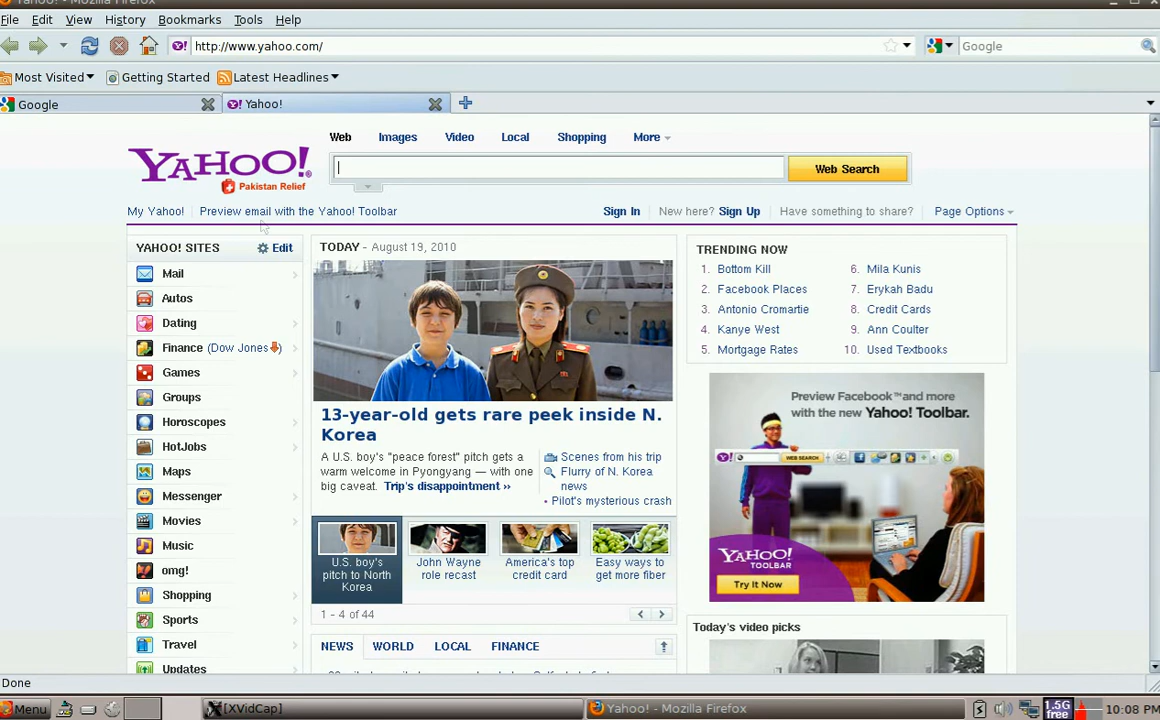 Yahoo! - Mozilla Firefox
File Edit View History Bookmarks Tools Help
http://www.yahoo.com/
Google
Most Visited Getting Started Latest Headlines
Google
Yahoo!
Web Images Video Local Shopping More
YAHOO!
Pakistan Relief
Web Search
My Yahoo! Preview email with the Yahoo! Toolbar
Sign In New here? Sign Up Have something to share? Page Options
YAHOO! SITES Edit
Mail
Autos
Dating
Finance (Dow Jones)
Games
Groups
Horoscopes
HotJobs
Maps
Messenger
Movies
Music
omg!
Shopping
Sports
Travel
Updates
TODAY - August 19, 2010
13-year-old gets rare peek inside N.
Korea
A U.S. boy's "peace forest" pitch gets a
warm welcome in Pyongyang — with one
big caveat. Trip's disappointment ››
Scenes from his trip
Flurry of N. Korea
news
• Pilot's mysterious crash
U.S. boy's
pitch to North
Korea
John Wayne
role recast
America's top
credit card
Easy ways to
get more fiber
1 - 4 of 44
NEWS WORLD LOCAL FINANCE
TRENDING NOW
1. Bottom Kill
2. Facebook Places
3. Antonio Cromartie
4. Kanye West
5. Mortgage Rates
6. Mila Kunis
7. Erykah Badu
8. Credit Cards
9. Ann Coulter
10. Used Textbooks
Preview Facebook™ and more
with the new Yahoo! Toolbar.
WEB SEARCH
YAHOO!
TOOLBAR
Try It Now
Today's video picks
Done
Menu
[XVidCap]
Yahoo! - Mozilla Firefox
1.5G
free
10:08 PM